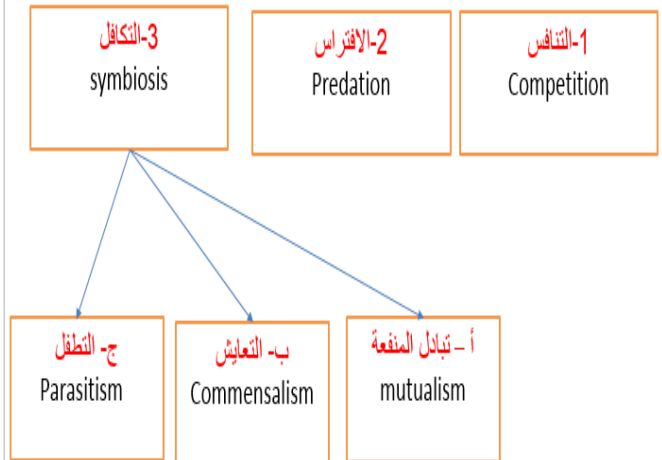 1-التنافس
Competition
2-الافتراس
Predation
3-التكافل
symbiosis
أ – تبادل المنفعة
mutualism
ب- التعايش
Commensalism
ج- التطفل
Parasitism